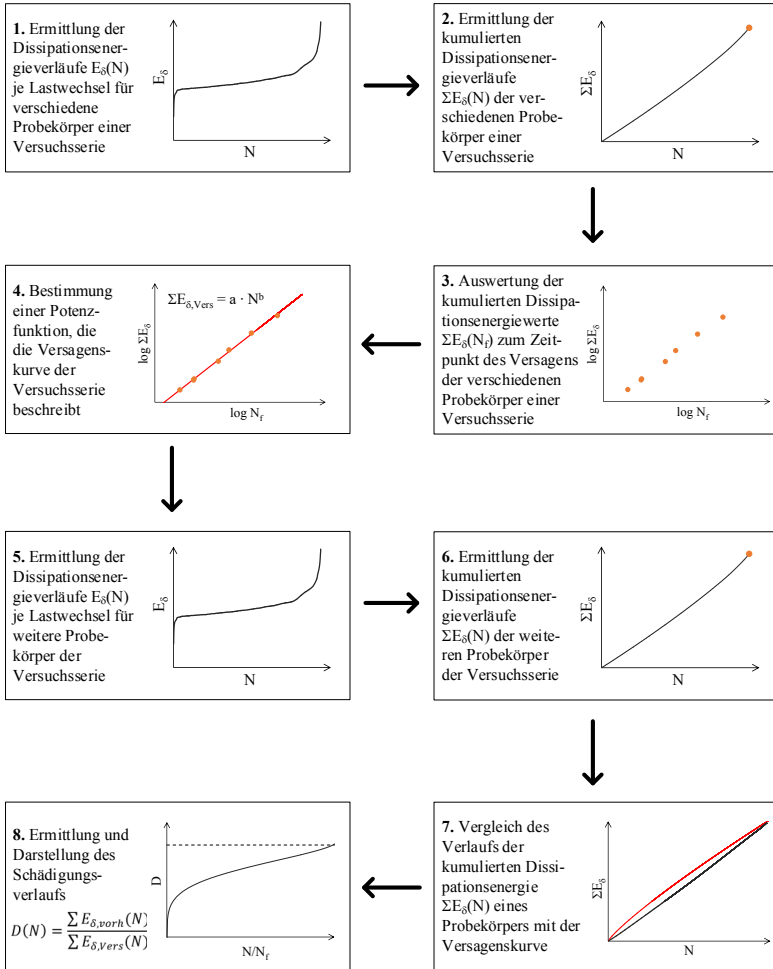 1. Ermittlung der
Dissipationsener-
gieverläufe Eδ(N)
je Lastwechsel für
verschiedene
Probekörper einer
Versuchsserie
Eδ
N
2. Ermittlung der
kumulierten
Dissipationsener-
gieverläufe
ΣEδ(N) der ver-
schiedenen Probe-
körper einer
Versuchsserie
ΣEδ
N
3. Auswertung der
kumulierten Dissipa-
tionsenergiewerte
ΣEδ(Nf) zum Zeit-
punkt des Versagens
der verschiedenen
Probekörper einer
Versuchsserie
log ΣEδ
log Nf
4. Bestimmung
einer Potenz-
funktion, die
die Versagens-
kurve der
Versuchsserie
beschreibt
ΣEδ,Vers = a · Nᵇ
log ΣEδ
log Nf
5. Ermittlung der
Dissipationsener-
gieverläufe Eδ(N)
je Lastwechsel für
weitere Probe-
körper der
Versuchsserie
Eδ
N
6. Ermittlung der
kumulierten
Dissipationsener-
gieverläufe
ΣEδ(N) der weite-
ren Probekörper
der Versuchsserie
ΣEδ
N
7. Vergleich des
Verlaufs der
kumulierten Dissi-
pationsenergie
ΣEδ(N) eines
Probekörpers mit der
Versagenskurve
ΣEδ
N
8. Ermittlung und
Darstellung des
Schädigungs-
verlaufs
D(N) = ∑ Eδ,vorh(N) / ∑ Eδ,Vers(N)
D
N/Nf